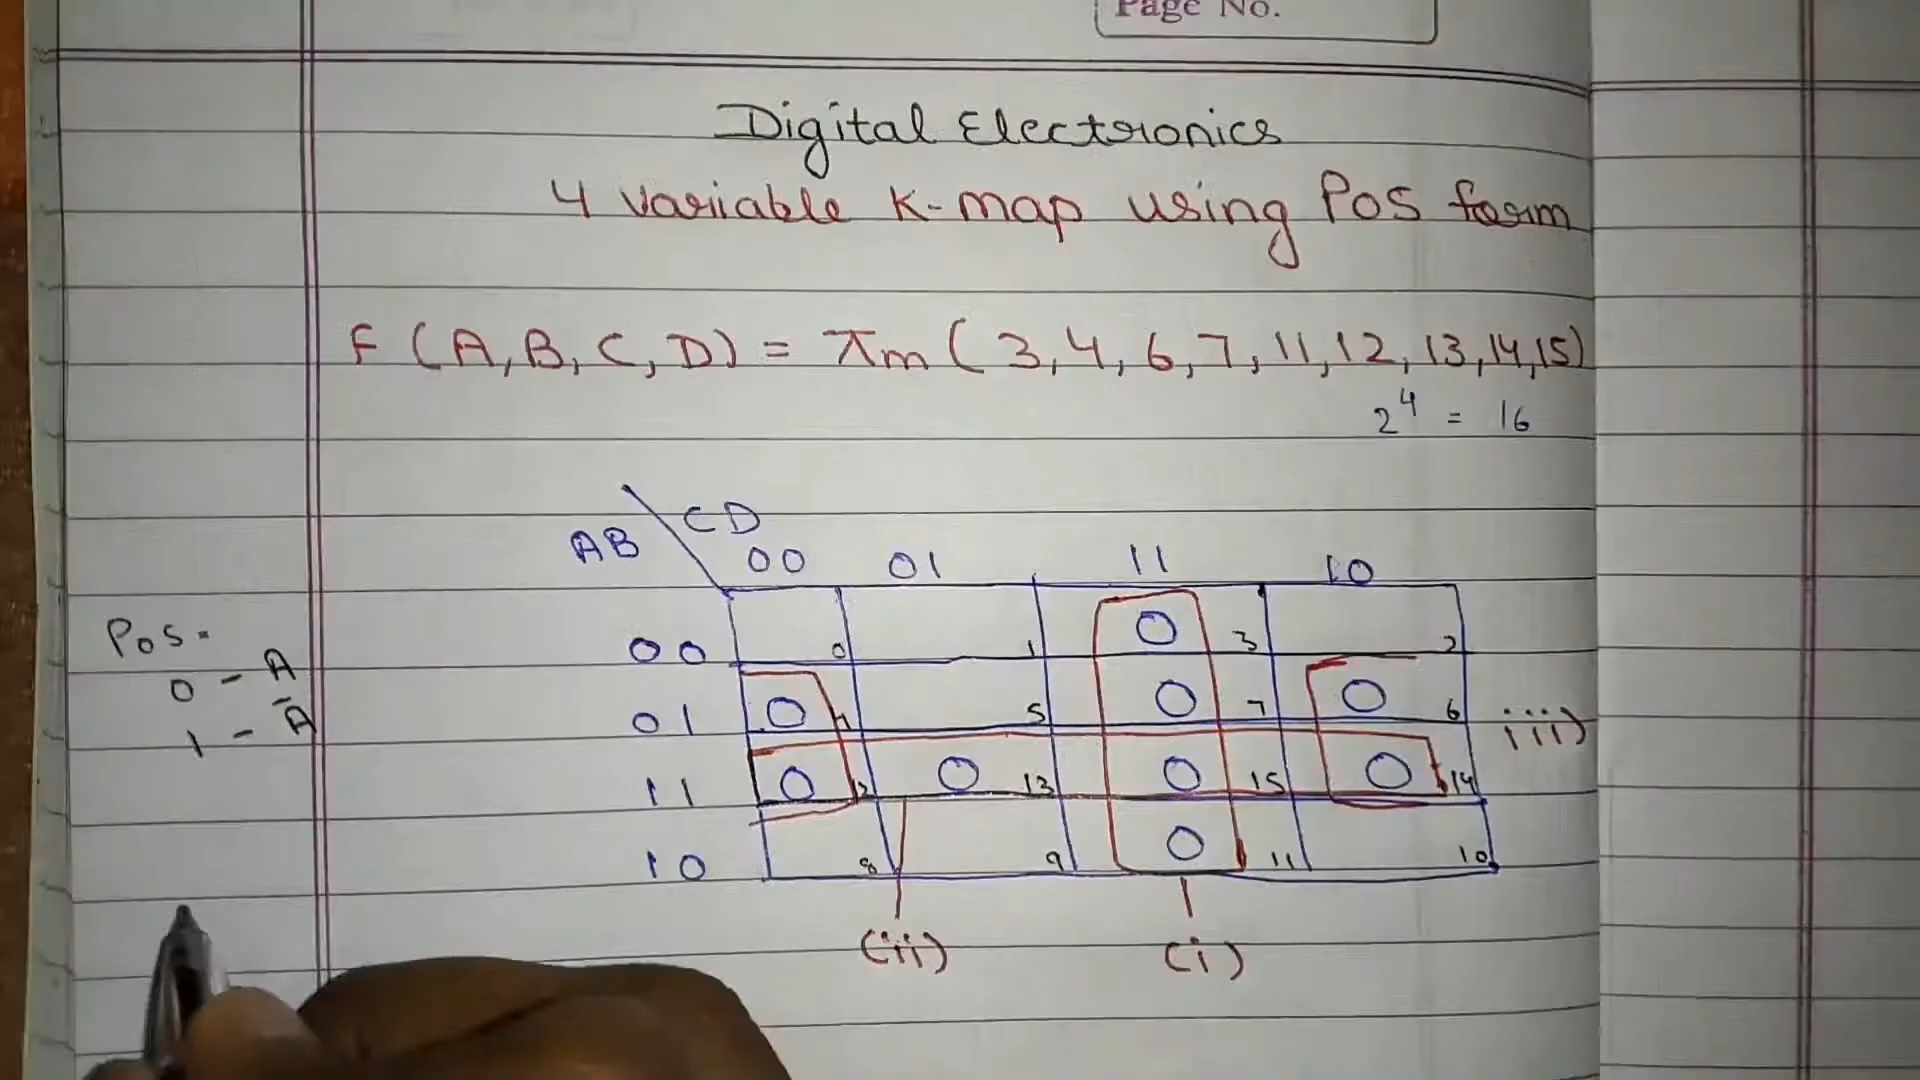 Page No.
Digital Electronics
4 variable K-map using POS form
F (A, B, C, D) = πm ( 3, 4, 6, 7, 11, 12, 13, 14, 15)
2⁴ = 16
CD
AB
00 01 11 10
00 0 1 0 3 2
01 0 4 5 0 7 0 6
11 0 12 0 13 0 15 0 14
10 8 9 0 11 10
iii)
(ii) (i)
POS -
0 - A
1 - Ā